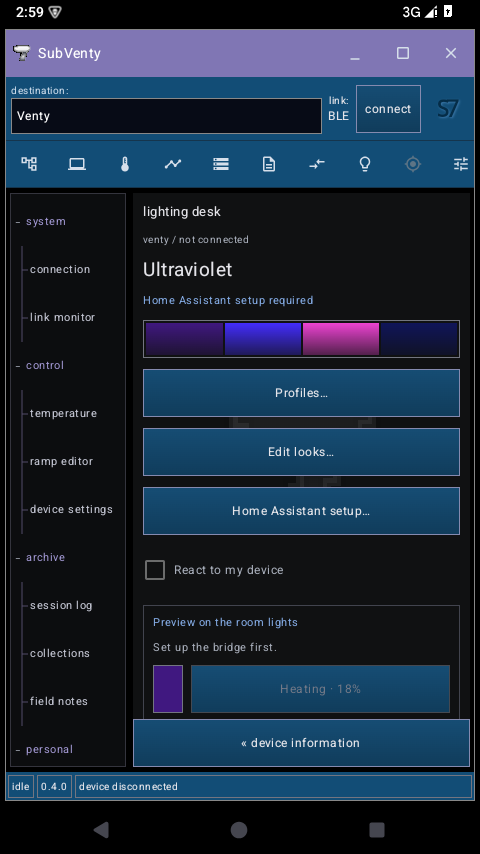 2:59
3G
SubVenty
destination:
Venty
link:
BLE
connect
S7
- system
connection
link monitor
- control
temperature
ramp editor
device settings
- archive
session log
collections
field notes
- personal
lighting desk
venty / not connected
Ultraviolet
Home Assistant setup required
Profiles…
Edit looks…
Home Assistant setup…
React to my device
Preview on the room lights
Set up the bridge first.
Heating · 18%
« device information
idle
0.4.0
device disconnected